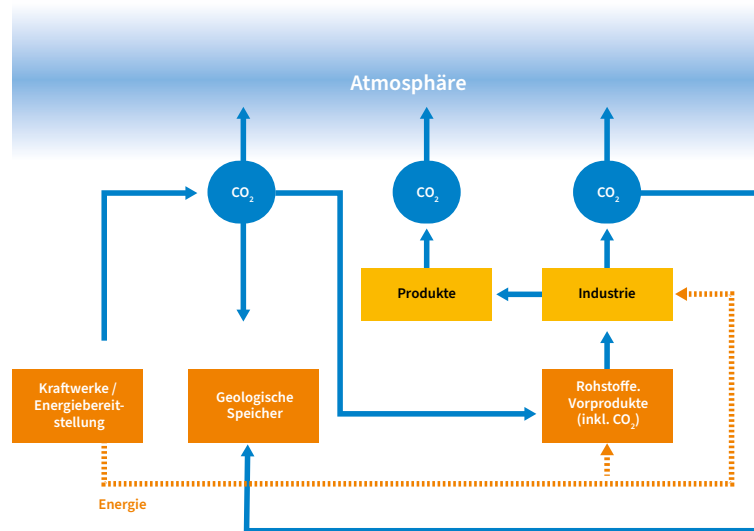 Atmosphäre
CO₂
CO₂
CO₂
Produkte
Industrie
Kraftwerke /
Energiebereit-
stellung
Geologische
Speicher
Rohstoffe.
Vorprodukte
(inkl. CO₂)
Energie